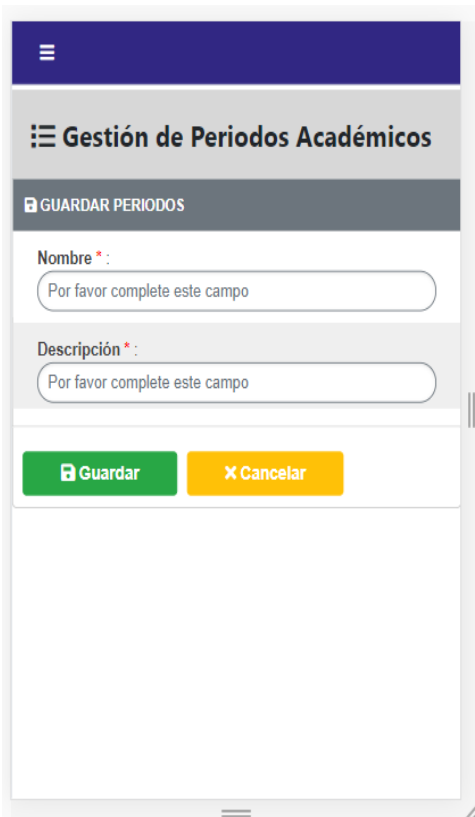 Gestión de Periodos Académicos
GUARDAR PERIODOS
Nombre * :
Por favor complete este campo
Descripción * :
Por favor complete este campo
Guardar
Cancelar